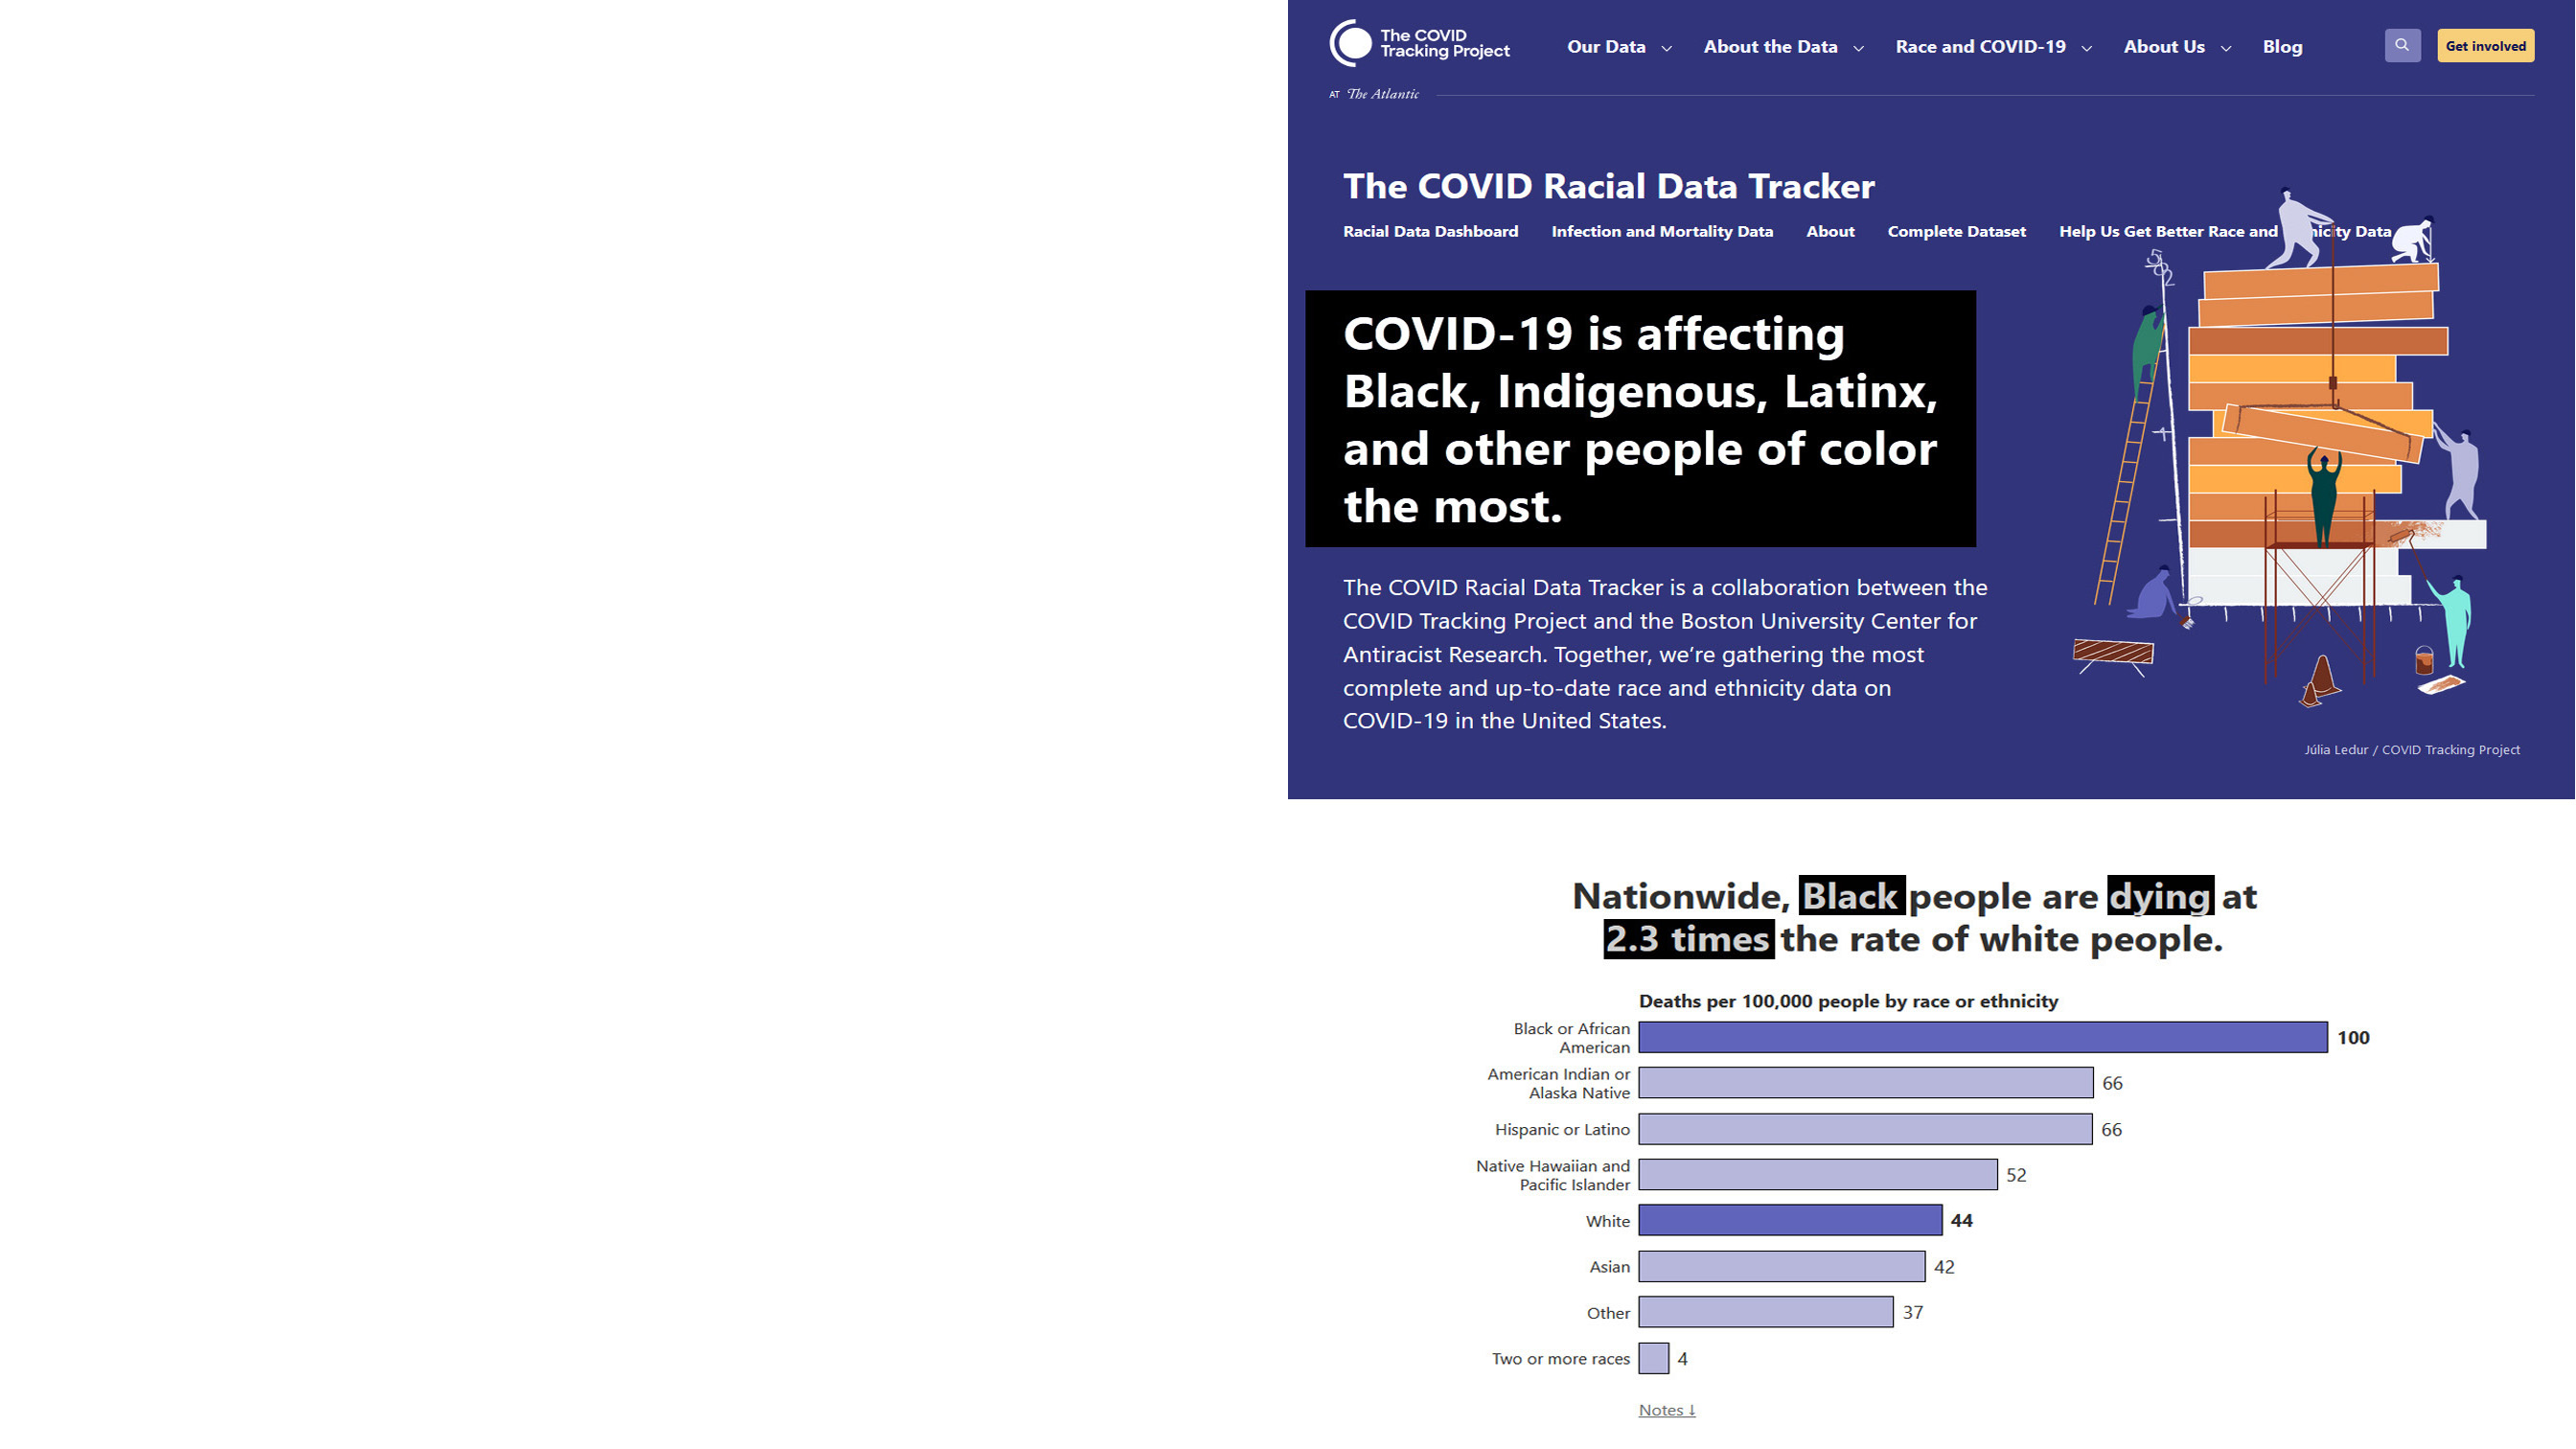 The COVID
Tracking Project
Our Data
About the Data
Race and COVID-19
About Us
Blog
Get involved
AT The Atlantic
The COVID Racial Data Tracker
Racial Data Dashboard
Infection and Mortality Data
About
Complete Dataset
Help Us Get Better Race and nicity Data
COVID-19 is affecting
Black, Indigenous, Latinx,
and other people of color
the most.
The COVID Racial Data Tracker is a collaboration between the
COVID Tracking Project and the Boston University Center for
Antiracist Research. Together, we’re gathering the most
complete and up-to-date race and ethnicity data on
COVID-19 in the United States.
Júlia Ledur / COVID Tracking Project
Nationwide, Black people are dying at
2.3 times the rate of white people.
Deaths per 100,000 people by race or ethnicity
Black or African
American
100
American Indian or
Alaska Native
66
Hispanic or Latino
66
Native Hawaiian and
Pacific Islander
52
White
44
Asian
42
Other
37
Two or more races
4
Notes ↓